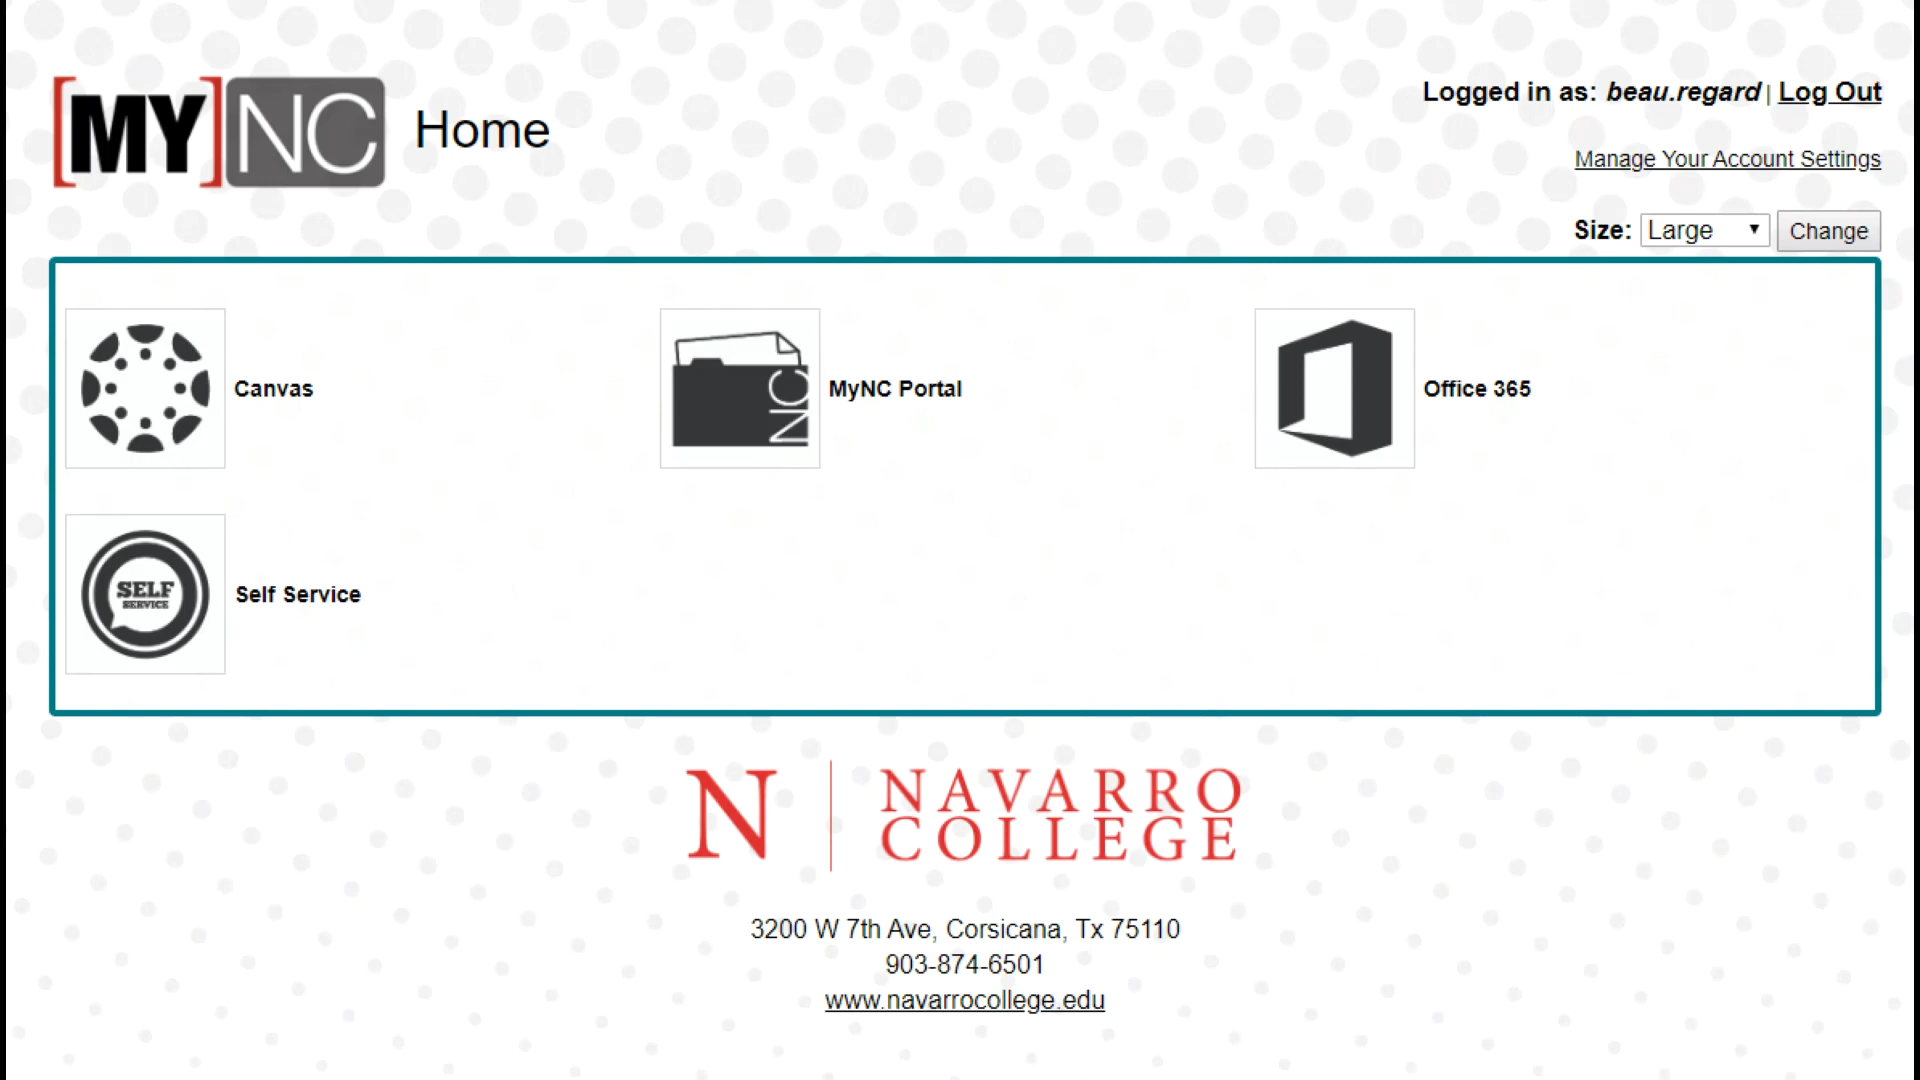 [MY]NC Home
Logged in as: beau.regard | Log Out
Manage Your Account Settings
Size: Large Change
Canvas
NC
MyNC Portal
Office 365
SELF
SERVICE
Self Service
N
NAVARRO
COLLEGE
3200 W 7th Ave, Corsicana, Tx 75110
903-874-6501
www.navarrocollege.edu